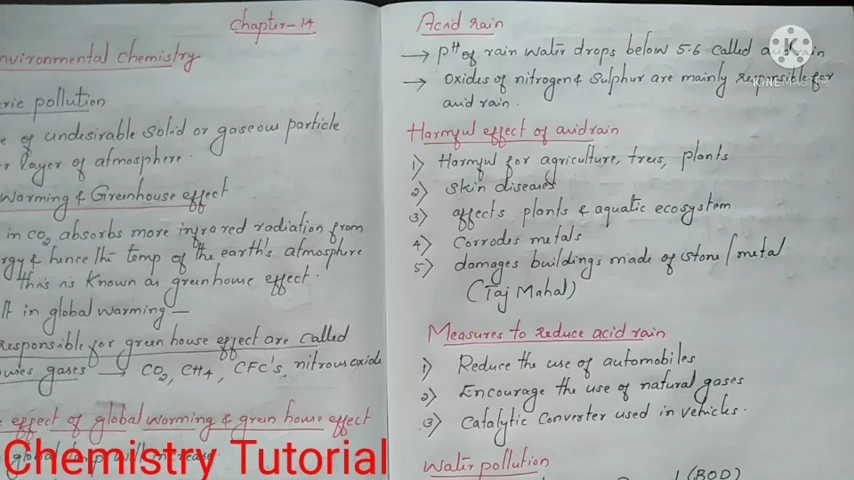 Chapter-14
nvironmental chemistry
ric pollution
e of undesirable solid or gaseous particle
r layer of atmosphere.
Warming & Greenhouse effect
in CO2 absorbs more infrared radiation from
rgy & hence the temp of the earth's atmosphere
this is known as greenhouse effect.
lt in global warming —
responsible for green house effect are called
uses gases → CO2, CH4, CFC's, nitrous oxide
e effect of global warming & green house effect
global temp will increase
Chemistry Tutorial
Acid rain
→ pH of rain water drops below 5.6 called acid rain
→ oxides of nitrogen & Sulphur are mainly responsible for
acid rain.
Harmful effect of acid rain
1) Harmful for agriculture, trees, plants
2) skin diseases
3) affects plants & aquatic ecosystem
4) Corrodes metals
5) damages buildings made of stone/metal
(Taj Mahal)
Measures to reduce acid rain
1) Reduce the use of automobiles
2) Encourage the use of natural gases
3) Catalytic Converter used in vehicles.
Water pollution
(BOD)
K
KINEMASTER